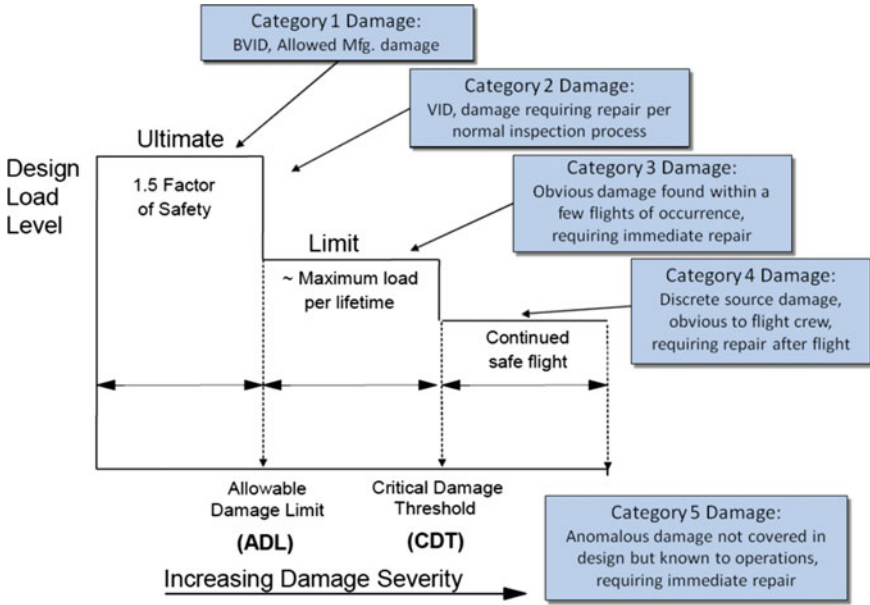 Category 1 Damage:
BVID, Allowed Mfg. damage
Category 2 Damage:
VID, damage requiring repair per
normal inspection process
Ultimate
Design
Load
Level
1.5 Factor
of Safety
Category 3 Damage:
Obvious damage found within a
few flights of occurrence,
requiring immediate repair
Limit
~ Maximum load
per lifetime
Category 4 Damage:
Discrete source damage,
obvious to flight crew,
requiring repair after flight
Continued
safe flight
Allowable
Damage Limit
(ADL)
Critical Damage
Threshold
(CDT)
Category 5 Damage:
Anomalous damage not covered in
design but known to operations,
requiring immediate repair
Increasing Damage Severity